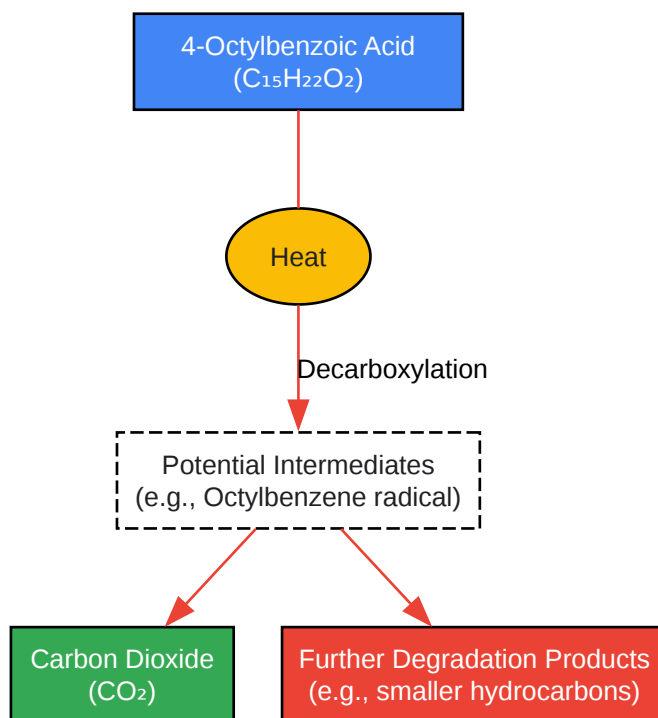 4-Octylbenzoic Acid
(C₁₅H₂₂O₂)
Heat
Decarboxylation
Potential Intermediates
(e.g., Octylbenzene radical)
Carbon Dioxide
(CO₂)
Further Degradation Products
(e.g., smaller hydrocarbons)